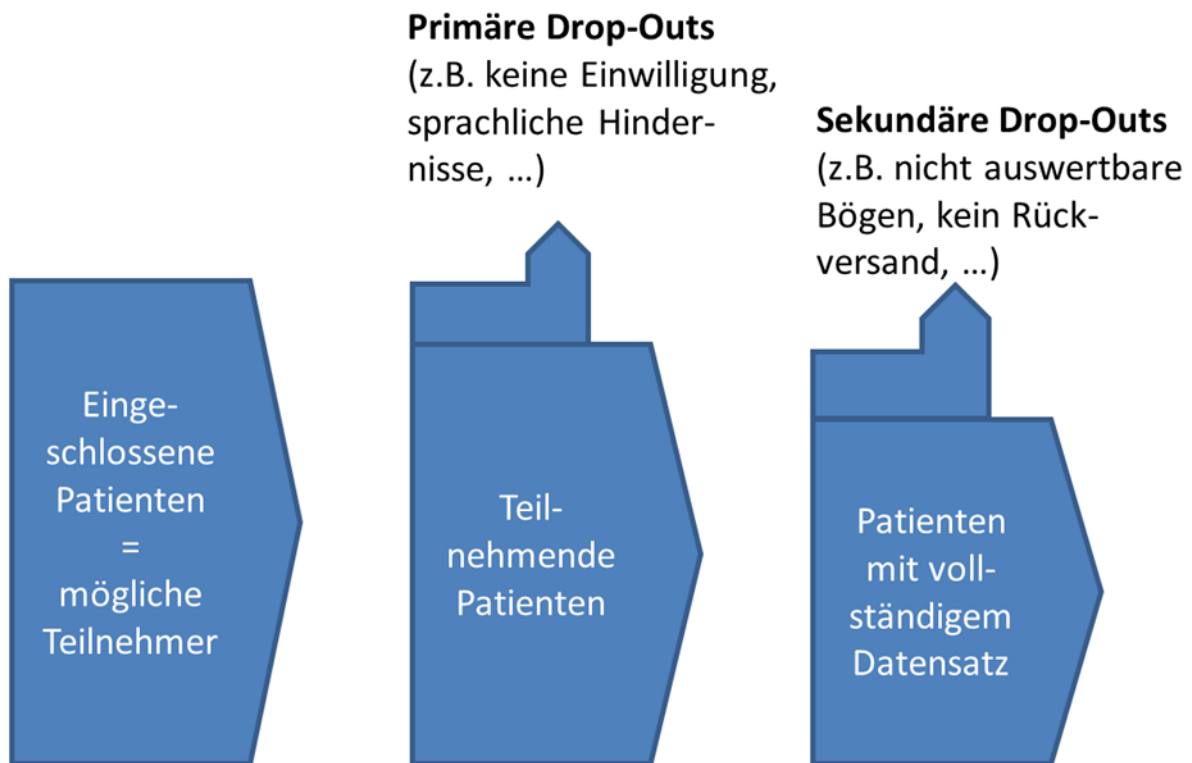 Primäre Drop-Outs
(z.B. keine Einwilligung,
sprachliche Hinder-
nisse, ...)
Sekundäre Drop-Outs
(z.B. nicht auswertbare
Bögen, kein Rück-
versand, ...)
Einge-
schlossene
Patienten
=
mögliche
Teilnehmer
Teil-
nehmende
Patienten
Patienten
mit voll-
ständigem
Datensatz